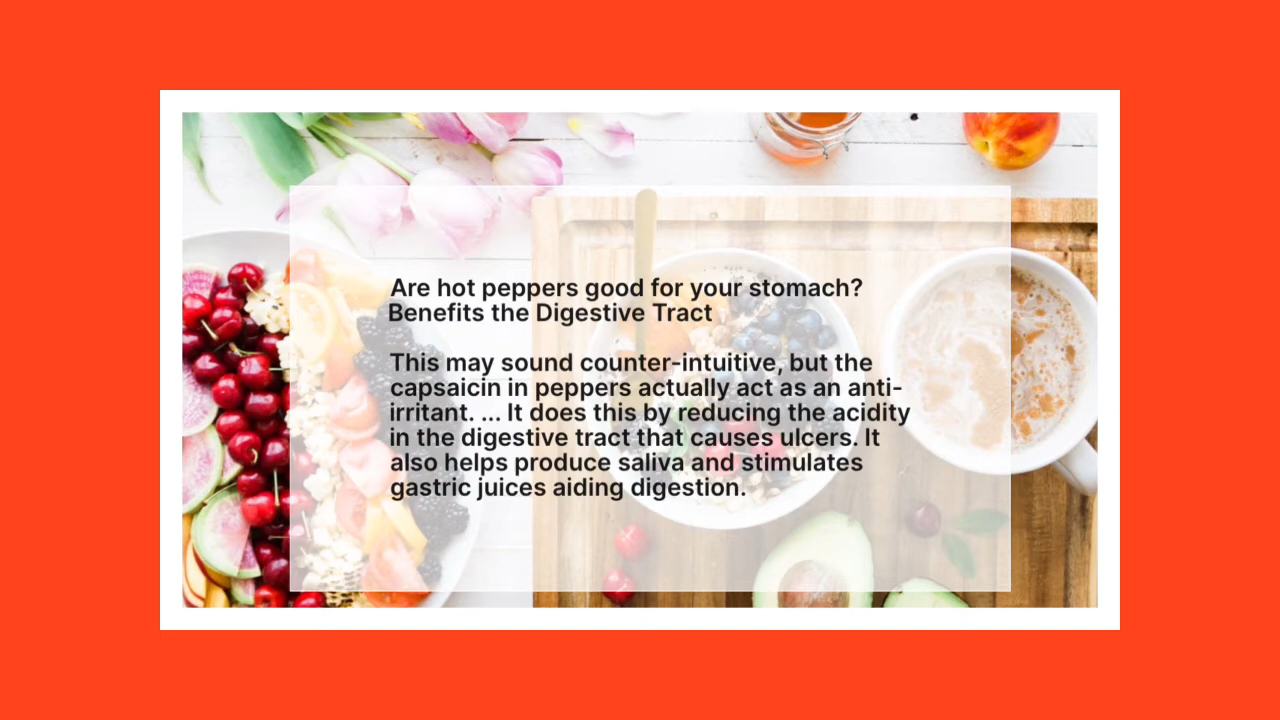 Are hot peppers good for your stomach?
Benefits the Digestive Tract
This may sound counter-intuitive, but the
capsaicin in peppers actually act as an anti-
irritant. ... It does this by reducing the acidity
in the digestive tract that causes ulcers. It
also helps produce saliva and stimulates
gastric juices aiding digestion.